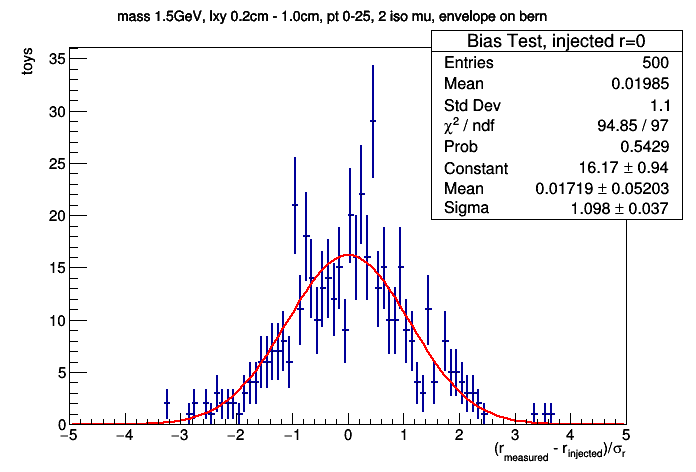 mass 1.5GeV, lxy 0.2cm - 1.0cm, pt 0-25, 2 iso mu, envelope on bern
Bias Test, injected r=0
Entries 500
Mean 0.01985
Std Dev 1.1
χ² / ndf 94.85 / 97
Prob 0.5429
Constant 16.17 ± 0.94
Mean 0.01719 ± 0.05203
Sigma 1.098 ± 0.037
toys
35
30
25
20
15
10
5
0
−5 −4 −3 −2 −1 0 1 2 3 4 5
(r_measured - r_injected)/σ_r